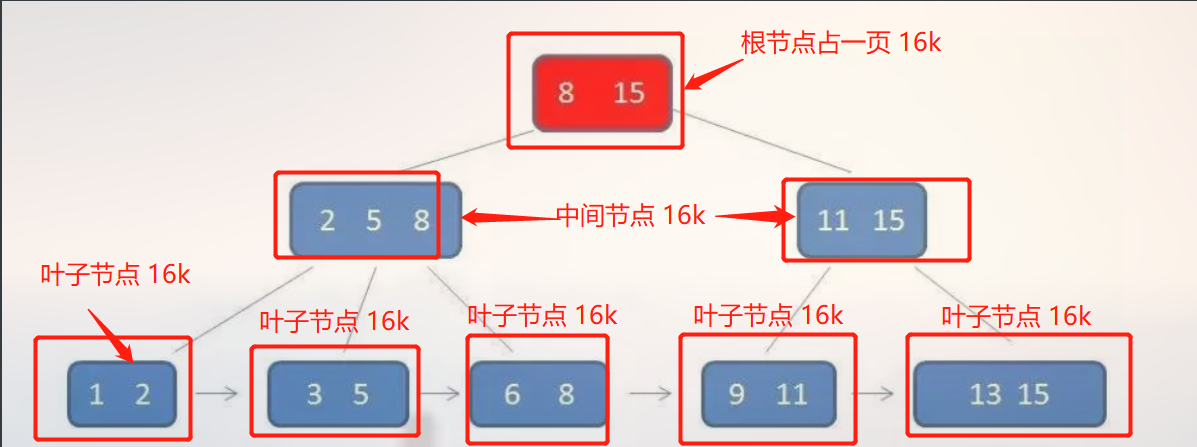 根节点占一页 16k
8 15
2 5 8
中间节点 16k
11 15
叶子节点 16k
叶子节点 16k
叶子节点 16k
叶子节点 16k
叶子节点 16k
1 2
3 5
6 8
9 11
13 15